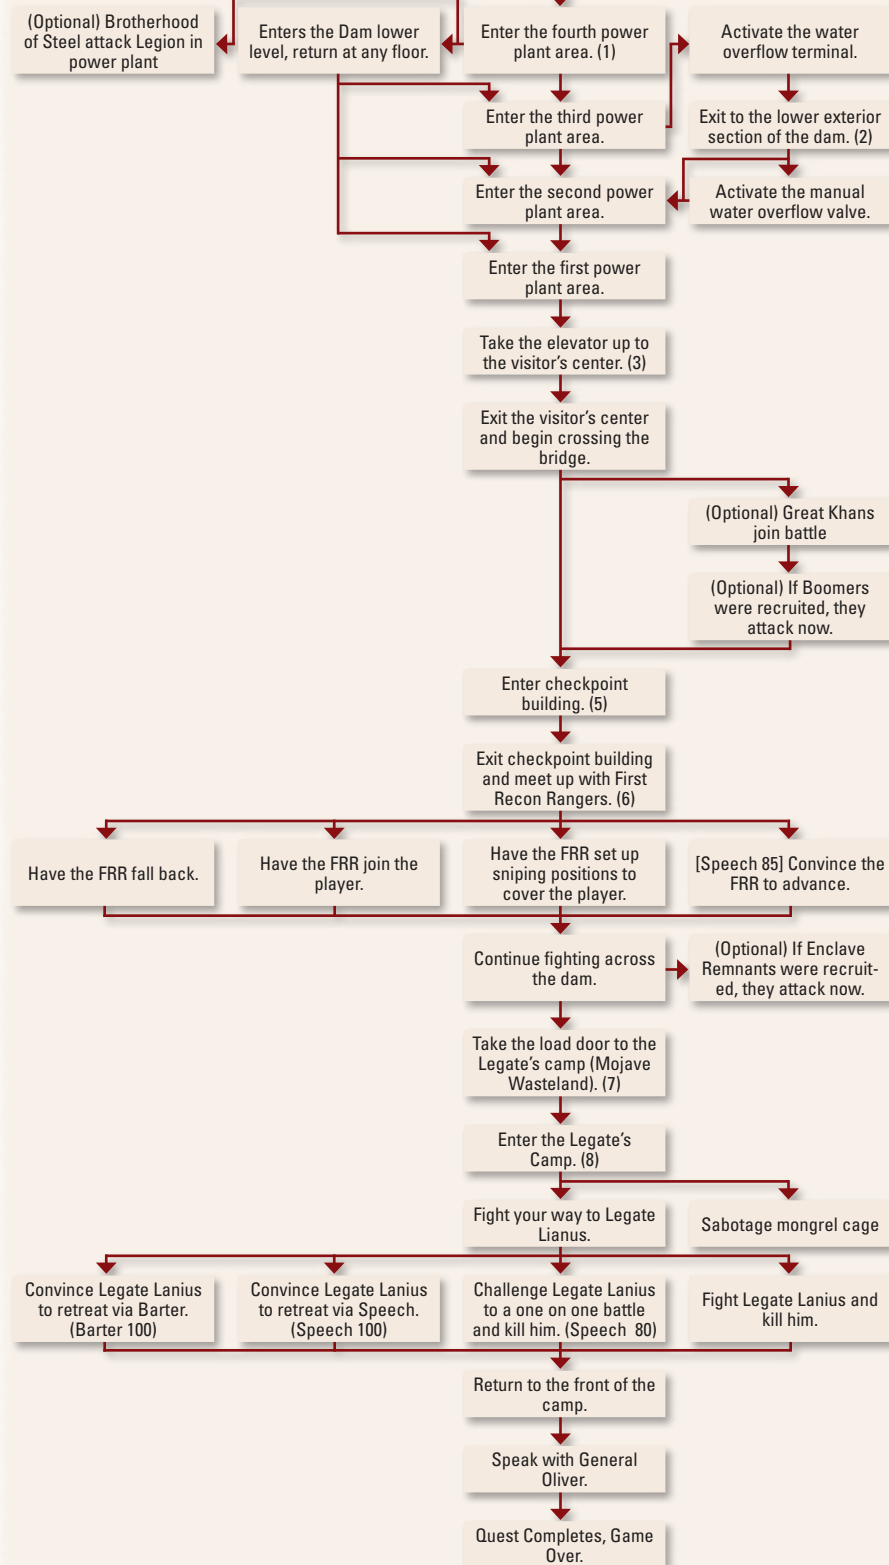 (Optional) Brotherhood
of Steel attack Legion in
power plant
Enters the Dam lower
level, return at any floor.
Enter the fourth power
plant area. (1)
Activate the water
overflow terminal.
Enter the third power
plant area.
Exit to the lower exterior
section of the dam. (2)
Enter the second power
plant area.
Activate the manual
water overflow valve.
Enter the first power
plant area.
Take the elevator up to
the visitor's center. (3)
Exit the visitor's center
and begin crossing the
bridge.
(Optional) Great Khans
join battle
(Optional) If Boomers
were recruited, they
attack now.
Enter checkpoint
building. (5)
Exit checkpoint building
and meet up with First
Recon Rangers. (6)
Have the FRR fall back.
Have the FRR join the
player.
Have the FRR set up
sniping positions to
cover the player.
[Speech 85] Convince the
FRR to advance.
Continue fighting across
the dam.
(Optional) If Enclave
Remnants were recruit-
ed, they attack now.
Take the load door to the
Legate's camp (Mojave
Wasteland). (7)
Enter the Legate's
Camp. (8)
Fight your way to Legate
Lianus.
Sabotage mongrel cage
Convince Legate Lanius
to retreat via Barter.
(Barter 100)
Convince Legate Lanius
to retreat via Speech.
(Speech 100)
Challenge Legate Lanius
to a one on one battle
and kill him. (Speech 80)
Fight Legate Lanius and
kill him.
Return to the front of the
camp.
Speak with General
Oliver.
Quest Completes, Game
Over.